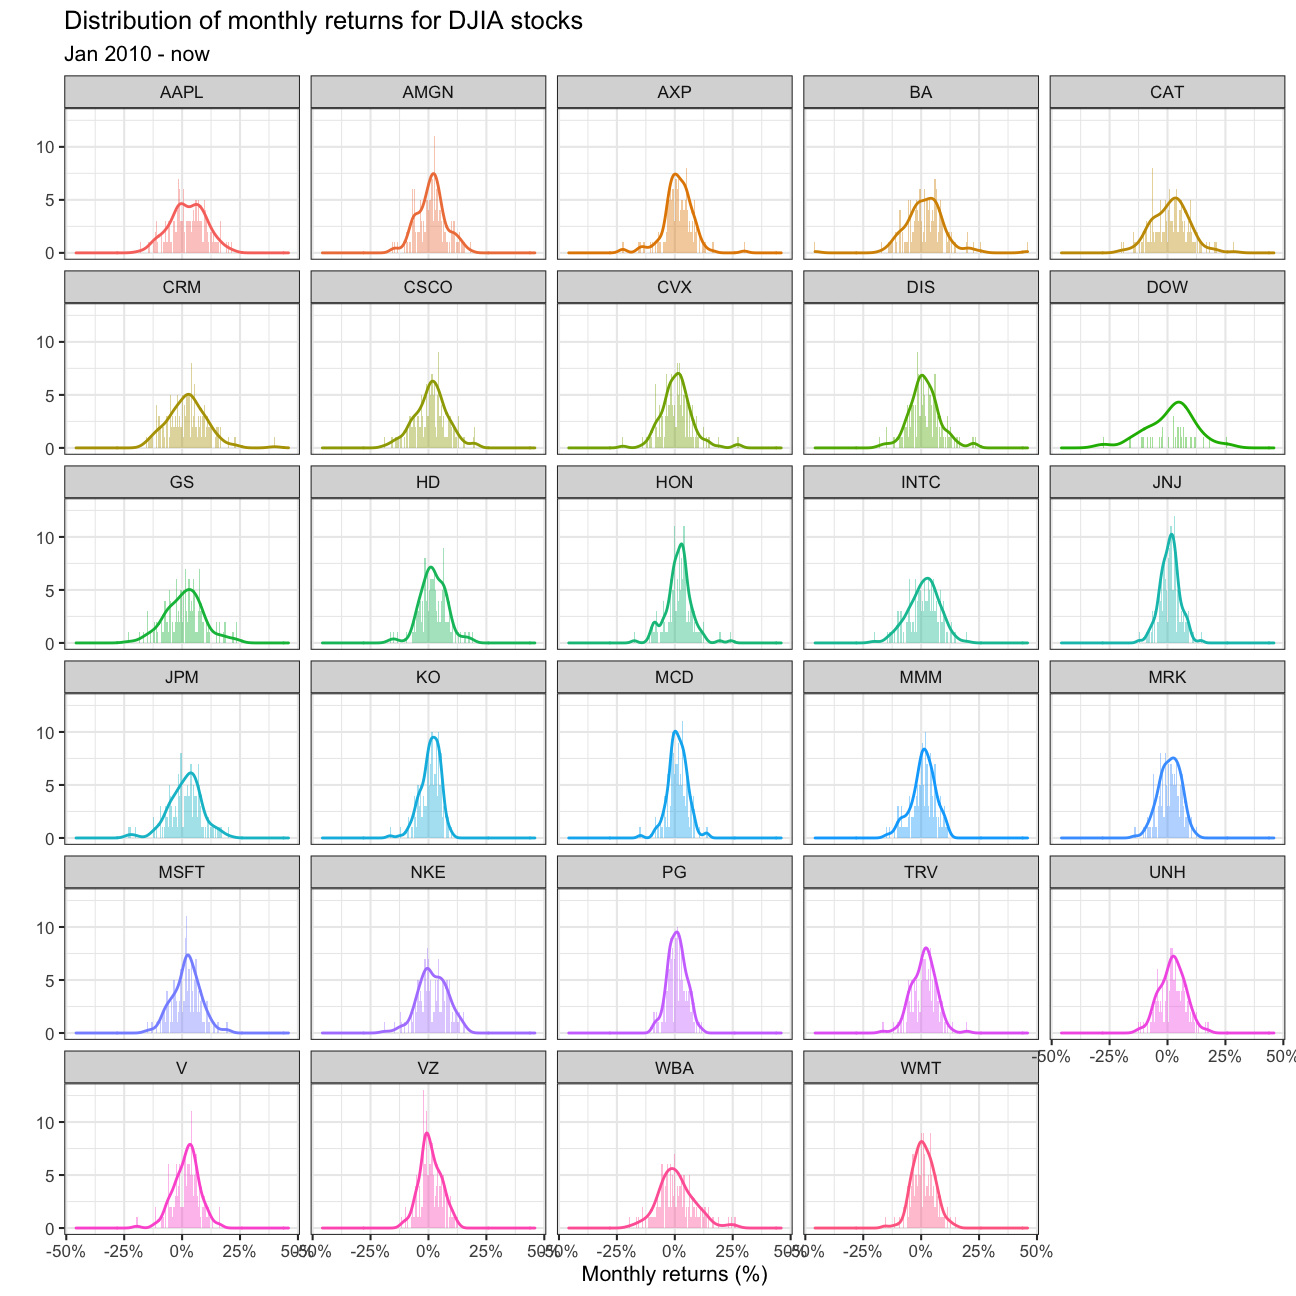 Distribution of monthly returns for DJIA stocks
Jan 2010 - now
AAPL AMGN AXP BA CAT
10
5
0
CRM CSCO CVX DIS DOW
10
5
0
GS HD HON INTC JNJ
10
5
0
JPM KO MCD MMM MRK
10
5
0
MSFT NKE PG TRV UNH
10
5
0
-50% -25% 0% 25% 50%
V VZ WBA WMT
10
5
0
-50% -25% 0% 25% 50% -50% -25% 0% 25% 50% -50% -25% 0% 25% 50% -50% -25% 0% 25% 50%
Monthly returns (%)